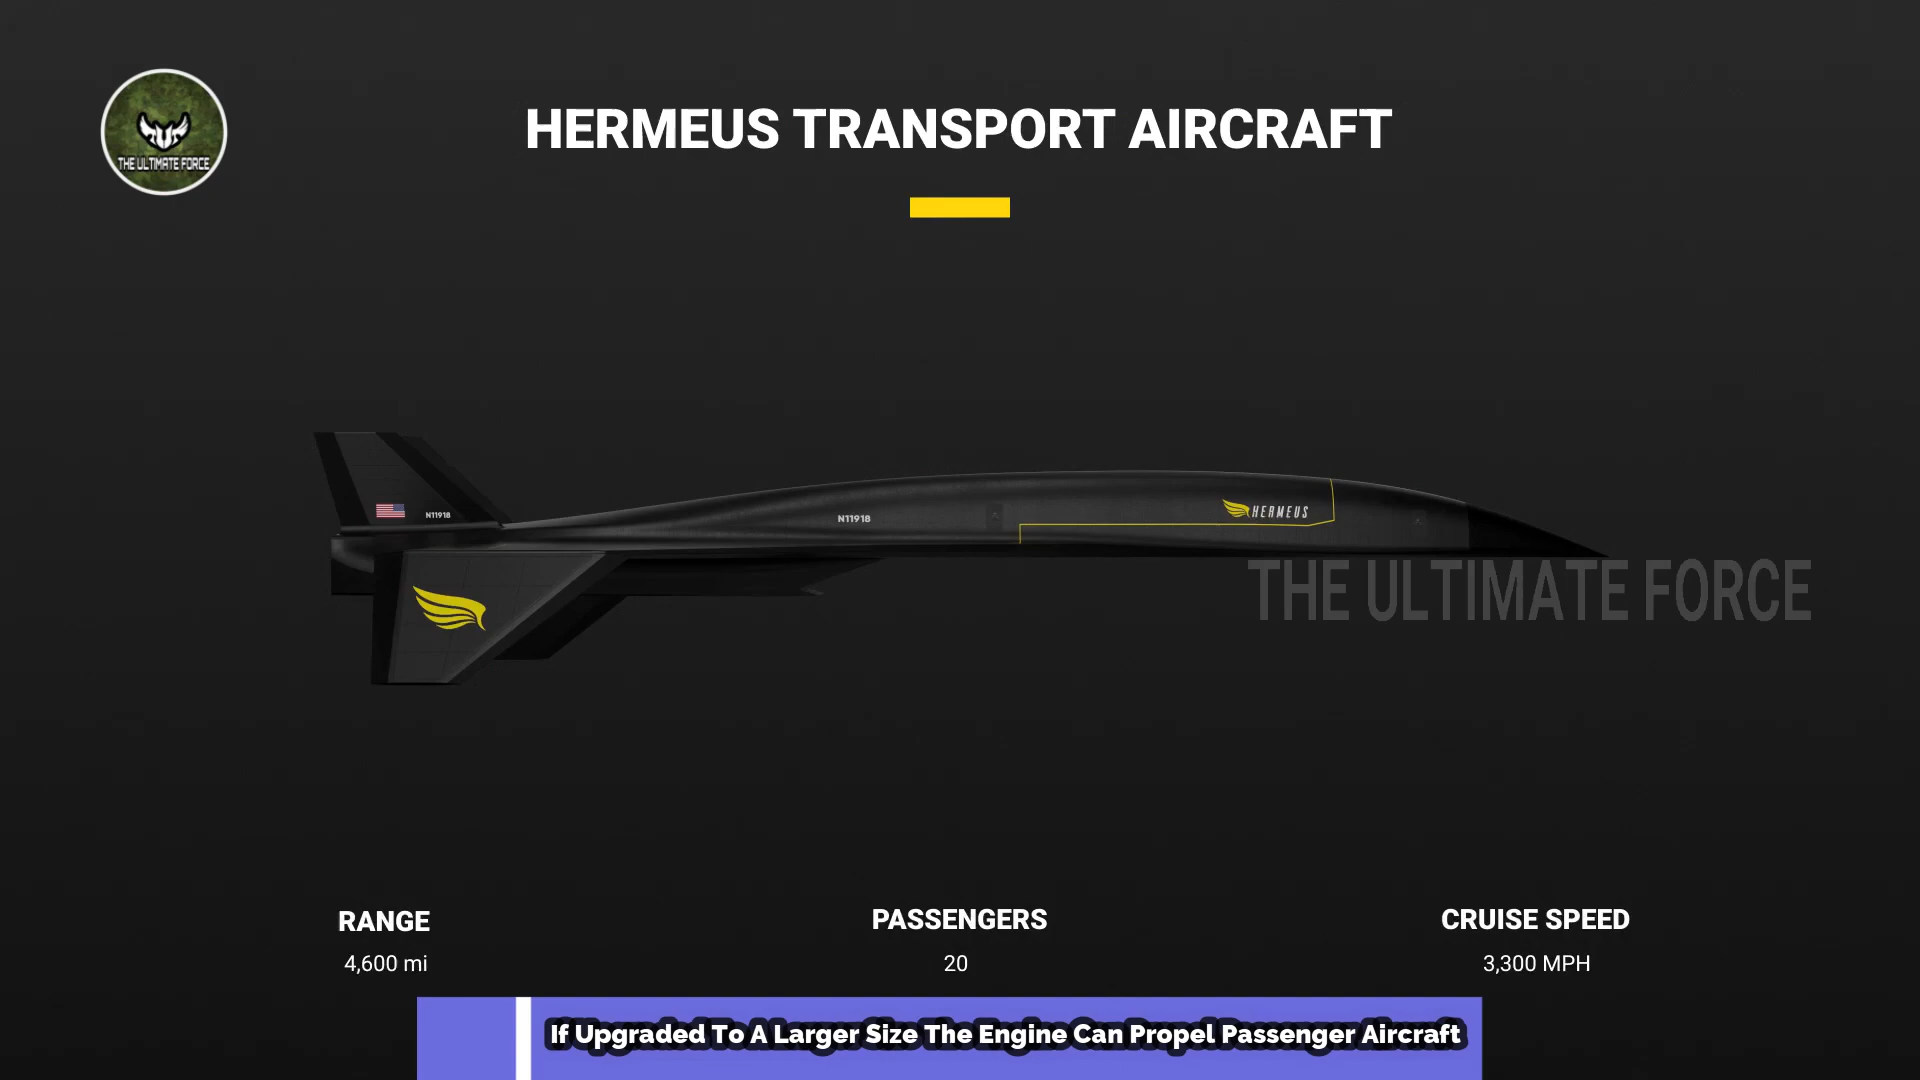 THE ULTIMATE FORCE
HERMEUS TRANSPORT AIRCRAFT
N11918
N11918
HERMEUS
THE ULTIMATE FORCE
RANGE
4,600 mi
PASSENGERS
20
CRUISE SPEED
3,300 MPH
If Upgraded To A Larger Size The Engine Can Propel Passenger Aircraft